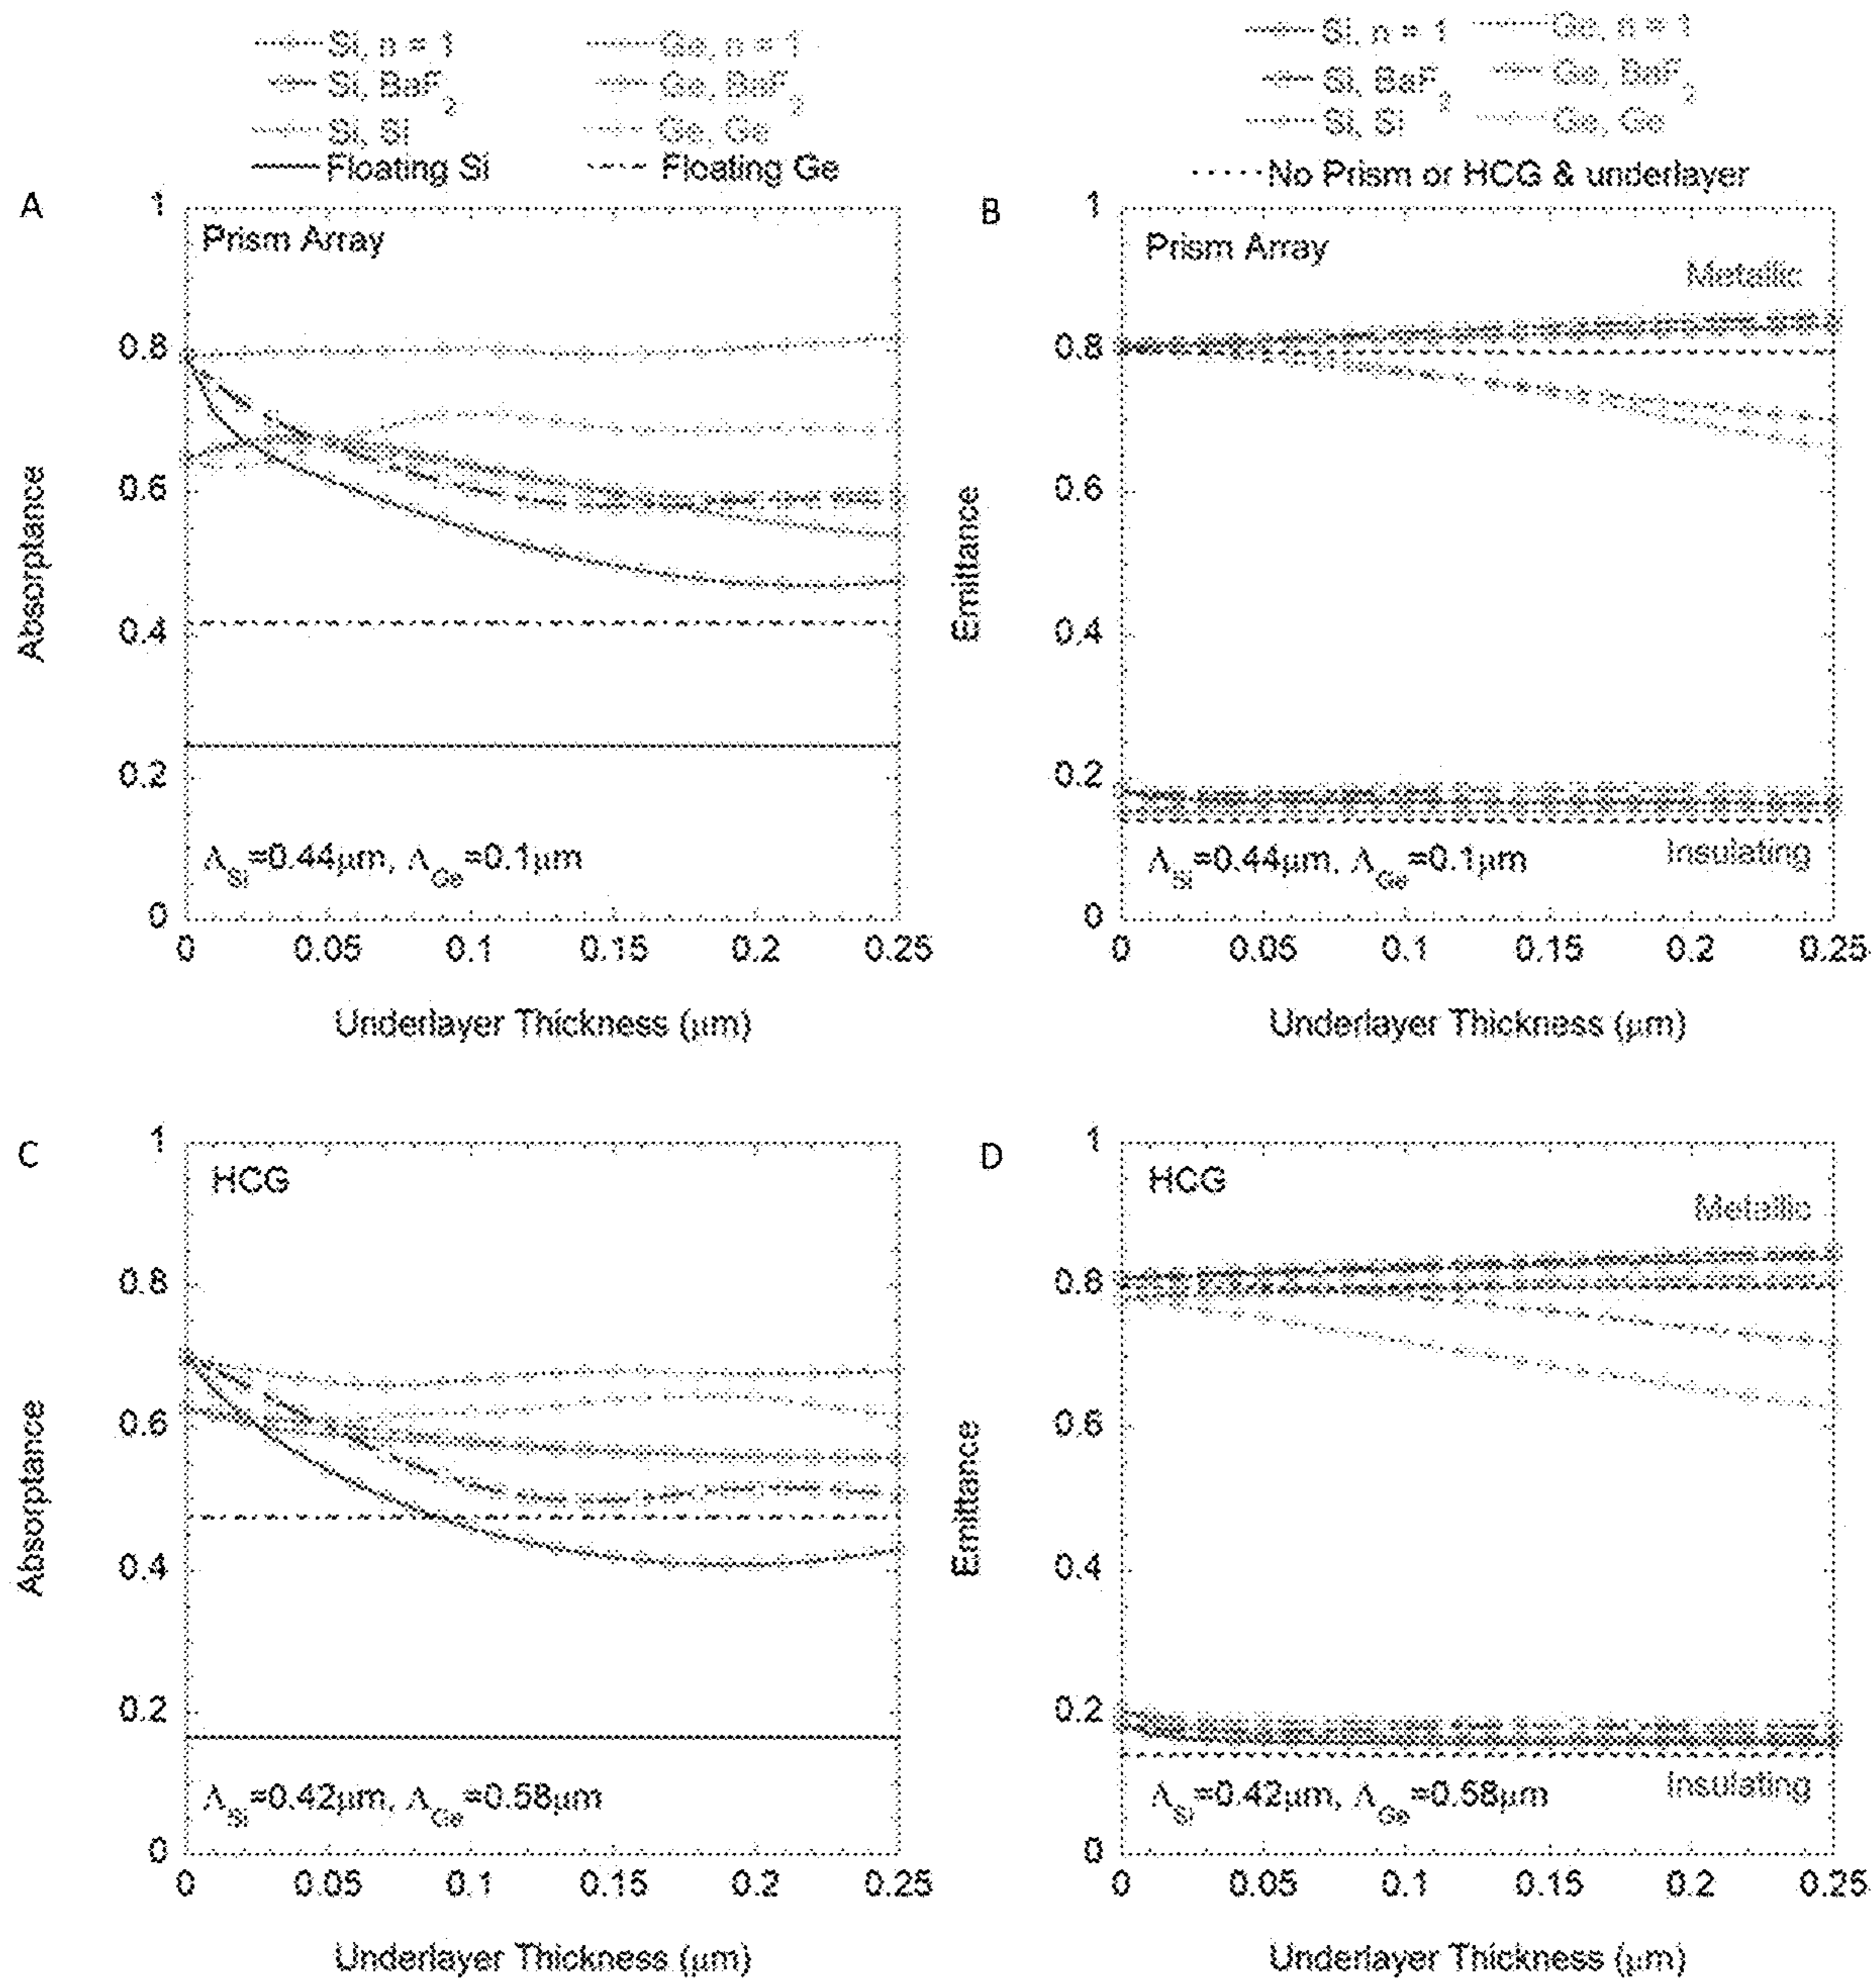 Si, n = 1 Ge, n = 1
Si, BaF2 Ge, BaF2
Si, Si Ge, Ge
Floating Si Floating Ge
Si, n = 1 Ge, n = 1
Si, BaF2 Ge, BaF2
Si, Si Ge, Ge
No Prism or HCG & underlayer
A
Prism Array
Absorptance
1
0.8
0.6
0.4
0.2
0
ΛSi=0.44μm, ΛGe=0.1μm
0 0.05 0.1 0.15 0.2 0.25
Underlayer Thickness (μm)
B
Prism Array
Metallic
Emittance
1
0.8
0.6
0.4
0.2
0
Insulating
ΛSi=0.44μm, ΛGe=0.1μm
0 0.05 0.1 0.15 0.2 0.25
Underlayer Thickness (μm)
C
HCG
Absorptance
1
0.8
0.6
0.4
0.2
0
ΛSi=0.42μm, ΛGe=0.58μm
0 0.05 0.1 0.15 0.2 0.25
Underlayer Thickness (μm)
D
HCG
Metallic
Emittance
1
0.8
0.6
0.4
0.2
0
Insulating
ΛSi=0.42μm, ΛGe=0.58μm
0 0.05 0.1 0.15 0.2 0.25
Underlayer Thickness (μm)